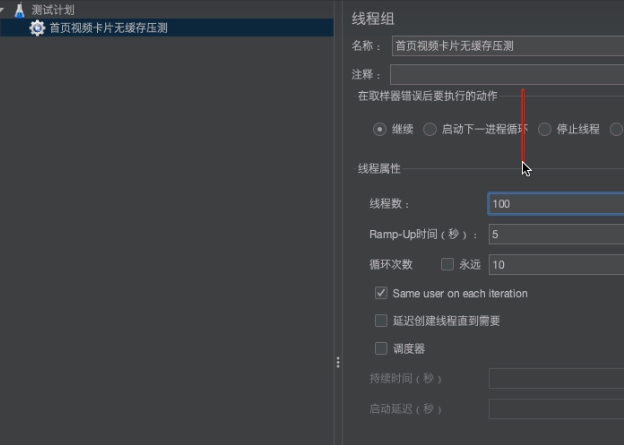 测试计划
首页视频卡片无缓存压测
线程组
名称： 首页视频卡片无缓存压测
注释：
在取样器错误后要执行的动作
继续 启动下一进程循环 停止线程
线程属性
线程数： 100
Ramp-Up时间（秒）： 5
循环次数 永远 10
Same user on each iteration
延迟创建线程直到需要
调度器
持续时间（秒）
启动延迟（秒）